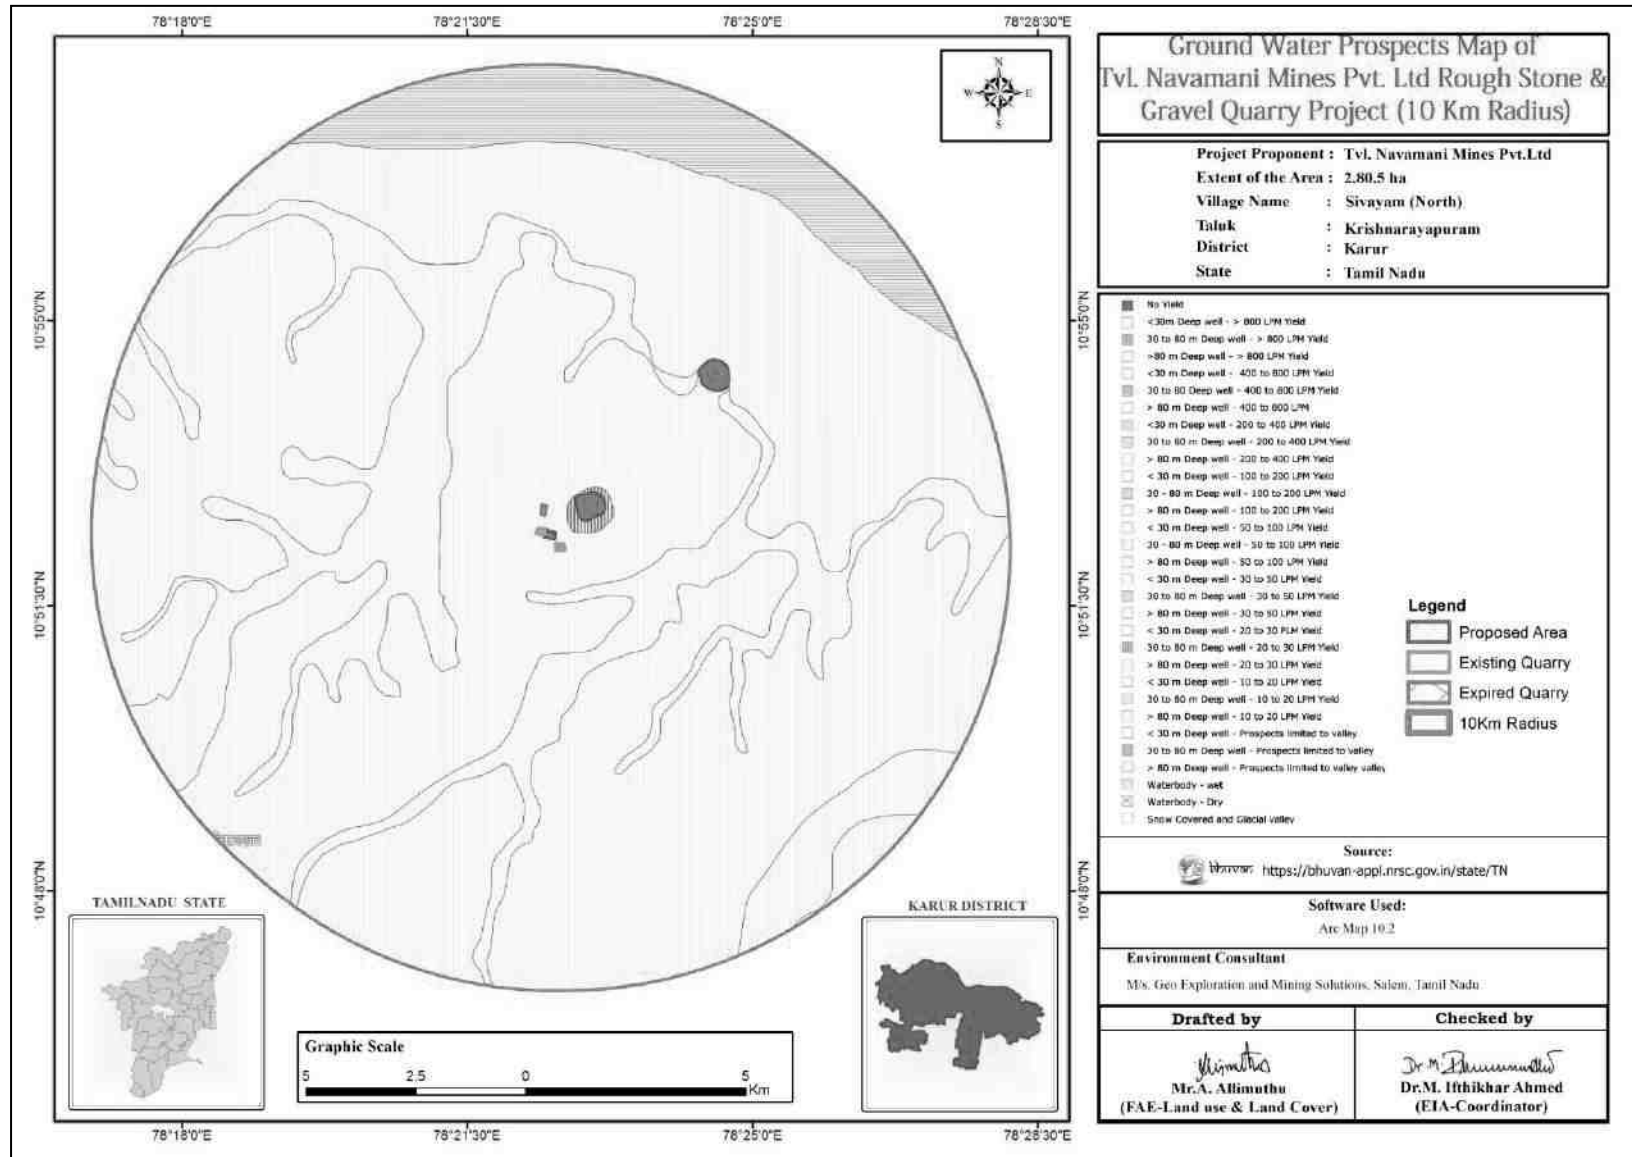 78°18'0"E 78°21'30"E 78°25'0"E 78°28'30"E
10°55'0"N 10°55'0"N
10°51'30"N 10°51'30"N
10°48'0"N 10°48'0"N
78°18'0"E 78°21'30"E 78°25'0"E 78°28'30"E
N
W E
S
TAMILNADU STATE
KARUR DISTRICT
Graphic Scale
5 2.5 0 5
Km
Ground Water Prospects Map of
Tvl. Navamani Mines Pvt. Ltd Rough Stone &
Gravel Quarry Project (10 Km Radius)
Project Proponent : Tvl. Navamani Mines Pvt.Ltd
Extent of the Area : 2.80.5 ha
Village Name : Sivayam (North)
Taluk : Krishnarayapuram
District : Karur
State : Tamil Nadu
No Yield
<30m Deep well - > 800 LPM Yield
30 to 80 m Deep well - > 800 LPM Yield
>80 m Deep well - > 800 LPM Yield
<30 m Deep well - 400 to 800 LPM Yield
30 to 80 Deep well - 400 to 800 LPM Yield
> 80 m Deep well - 400 to 800 LPM
<30 m Deep well - 200 to 400 LPM Yield
30 to 80 m Deep well - 200 to 400 LPM Yield
> 80 m Deep well - 200 to 400 LPM Yield
< 30 m Deep well - 100 to 200 LPM Yield
30 - 80 m Deep well - 100 to 200 LPM Yield
> 80 m Deep well - 100 to 200 LPM Yield
< 30 m Deep well - 50 to 100 LPM Yield
30 - 80 m Deep well - 50 to 100 LPM Yield
> 80 m Deep well - 50 to 100 LPM Yield
< 30 m Deep well - 30 to 50 LPM Yield
30 to 80 m Deep well - 30 to 50 LPM Yield
> 80 m Deep well - 30 to 50 LPM Yield
< 30 m Deep well - 20 to 30 PLM Yield
30 to 80 m Deep well - 20 to 30 LPM Yield
> 80 m Deep well - 20 to 30 LPM Yield
< 30 m Deep well - 10 to 20 LPM Yield
30 to 80 m Deep well - 10 to 20 LPM Yield
> 80 m Deep well - 10 to 20 LPM Yield
< 30 m Deep well - Prospects limited to valley
30 to 80 m Deep well - Prospects limited to valley
> 80 m Deep well - Prospects limited to valley valley
Waterbody - wet
Waterbody - Dry
Snow Covered and Glacial valley
Legend
Proposed Area
Existing Quarry
Expired Quarry
10Km Radius
Source:
भुवन https://bhuvan-appl.nrsc.gov.in/state/TN
Software Used:
Arc Map 10.2
Environment Consultant
M/s. Geo Exploration and Mining Solutions, Salem, Tamil Nadu
Drafted by Checked by
Mr.A. Allimuthu
(FAE-Land use & Land Cover)
Dr.M. Ifthikhar Ahmed
(EIA-Coordinator)